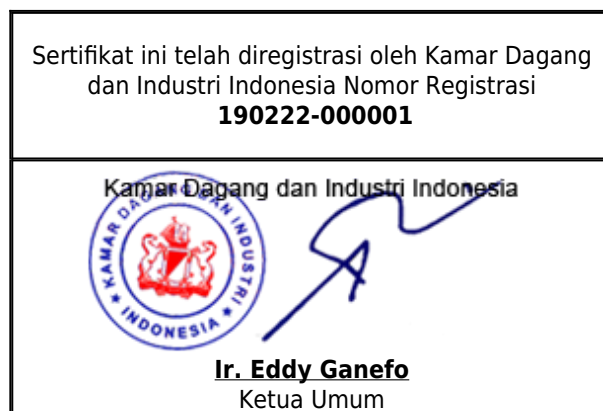 Sertifikat ini telah diregistrasi oleh Kamar Dagang
dan Industri Indonesia Nomor Registrasi
190222-000001
Kamar Dagang dan Industri Indonesia
KAMAR DAGANG DAN INDUSTRI
INDONESIA
Ir. Eddy Ganefo
Ketua Umum